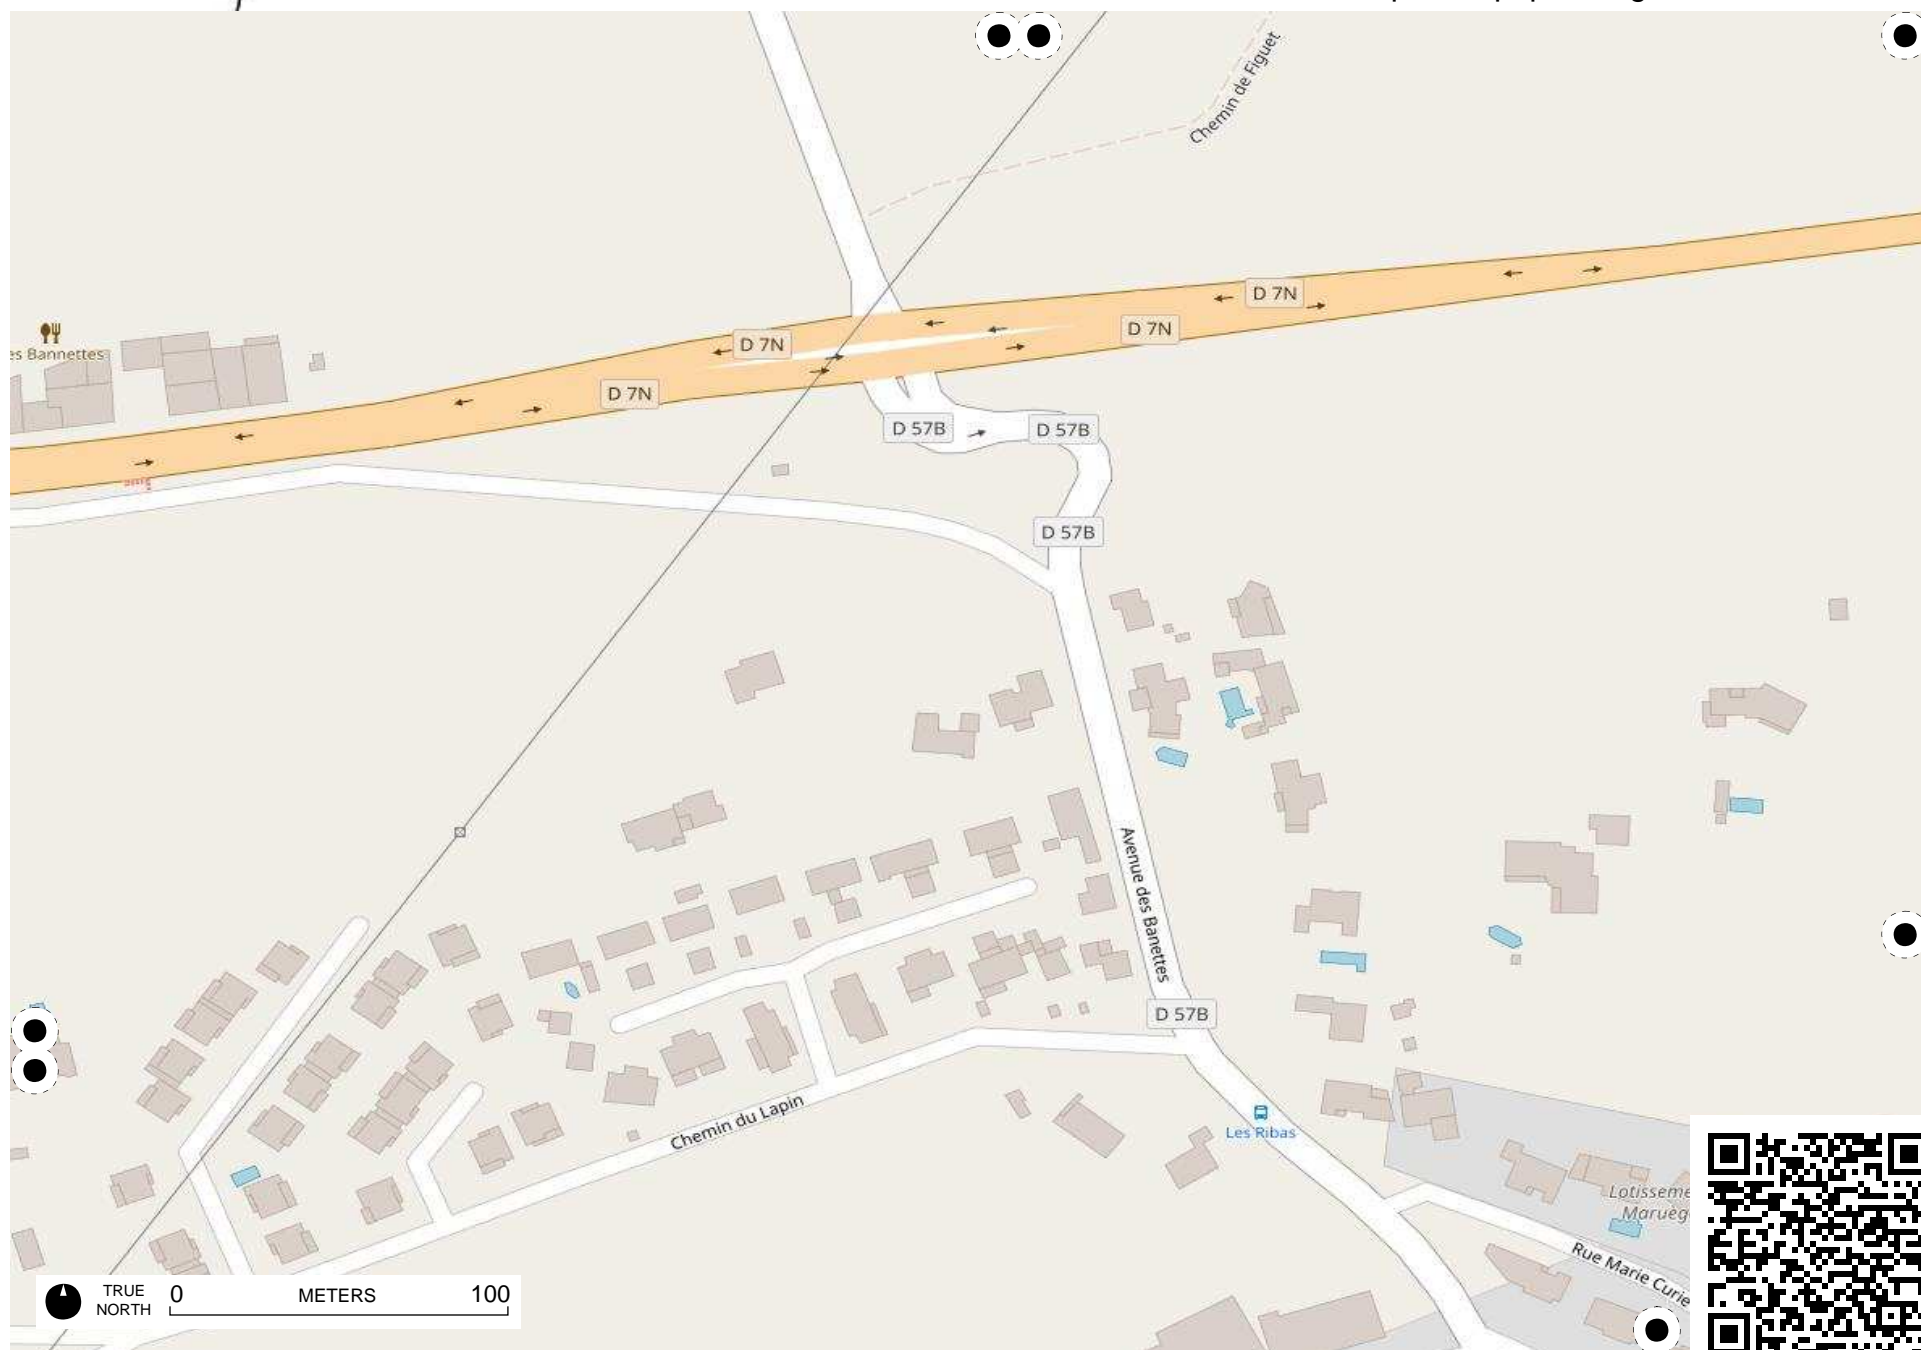 Chemin de Figuet
D 7N
D 7N
D 7N
es Bannettes
D 7N
D 57B
D 57B
D 57B
Avenue des Banettes
D 57B
Chemin du Lapin
Les Ribas
Lotisseme
Maruèg
Rue Marie Curie
TRUE
NORTH
0 METERS 100